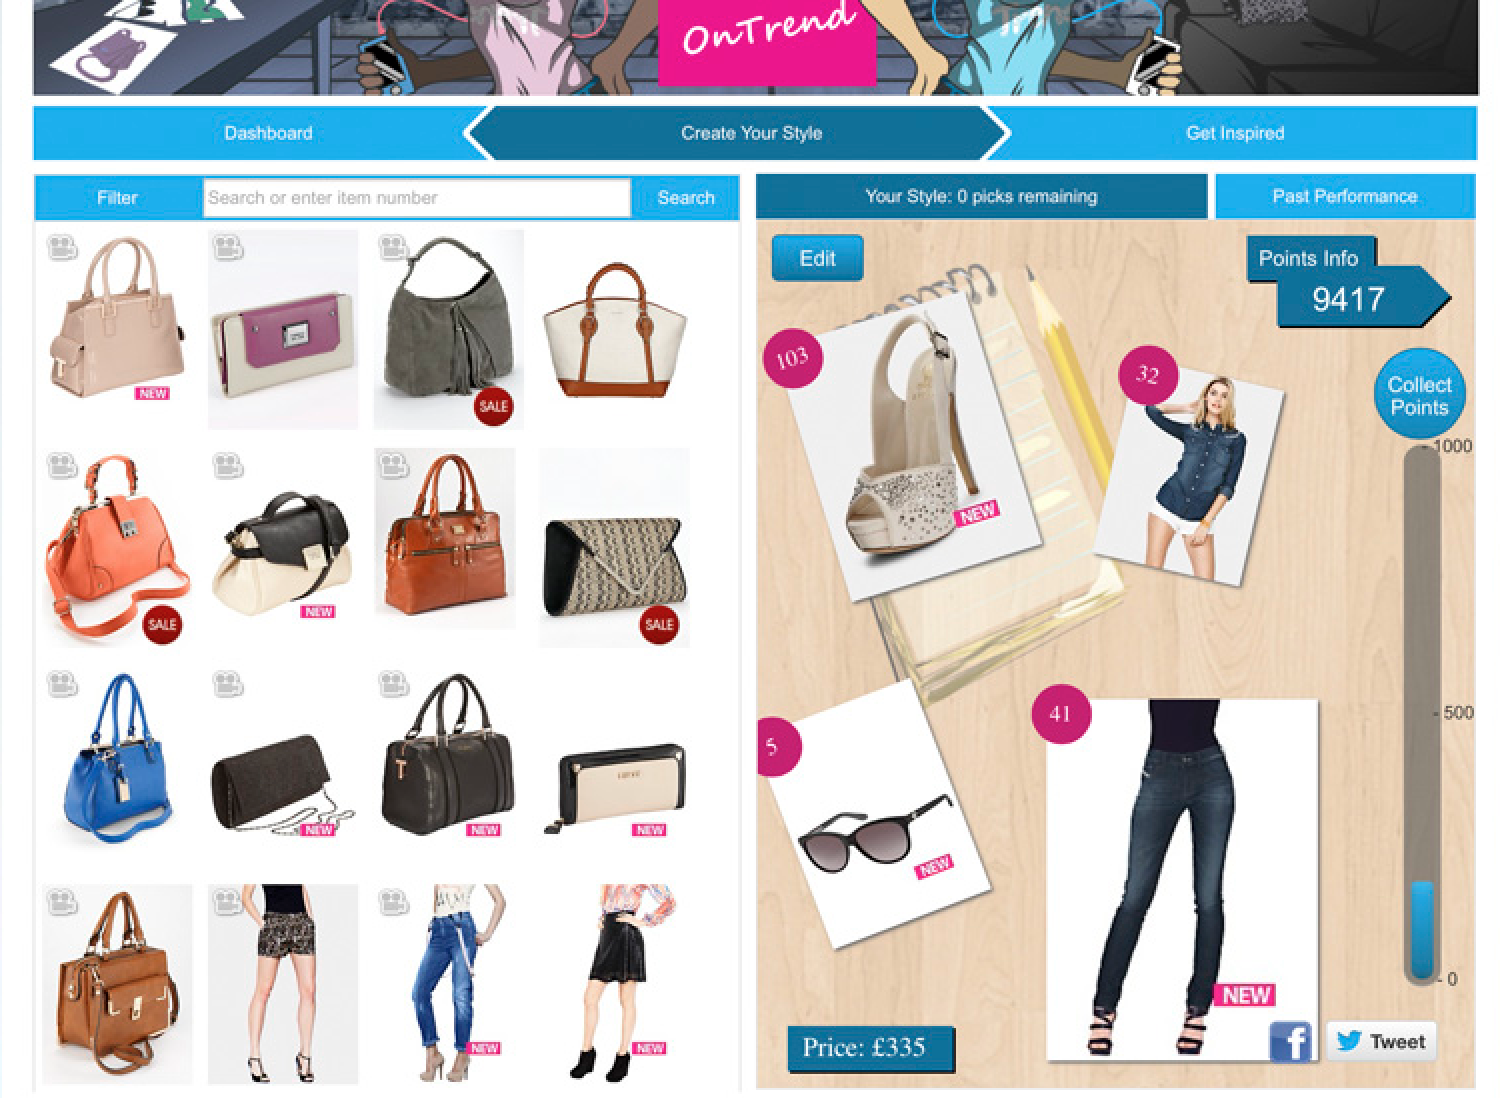 OnTrend
Dashboard
Create Your Style
Get Inspired
Filter
Search or enter item number
Search
Your Style: 0 picks remaining
Past Performance
Edit
Points Info
9417
Collect
Points
1000
500
0
103
NEW
32
5
NEW
41
NEW
Price: £335
f
Tweet
NEW
SALE
SALE
NEW
SALE
NEW
NEW
NEW
NEW
NEW